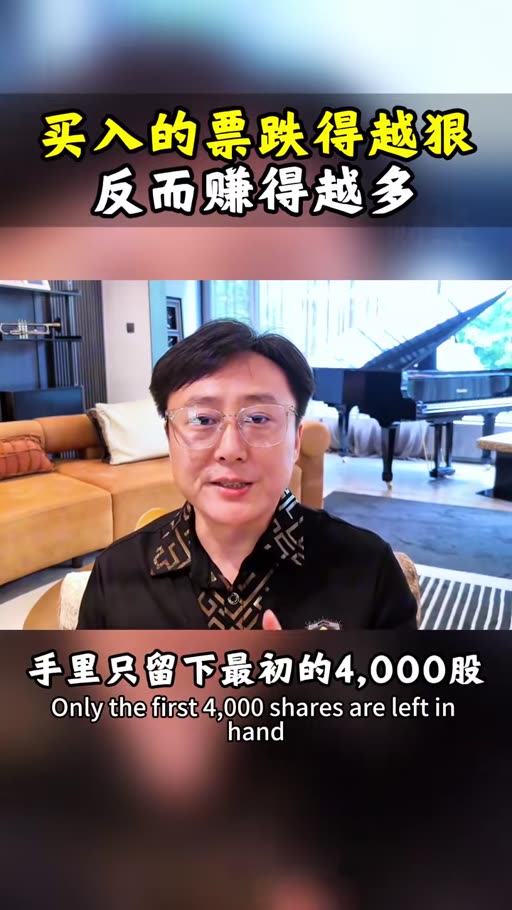 买入的票跌得越狠
反而赚得越多
手里只留下最初的4,000股
Only the first 4,000 shares are left in
hand